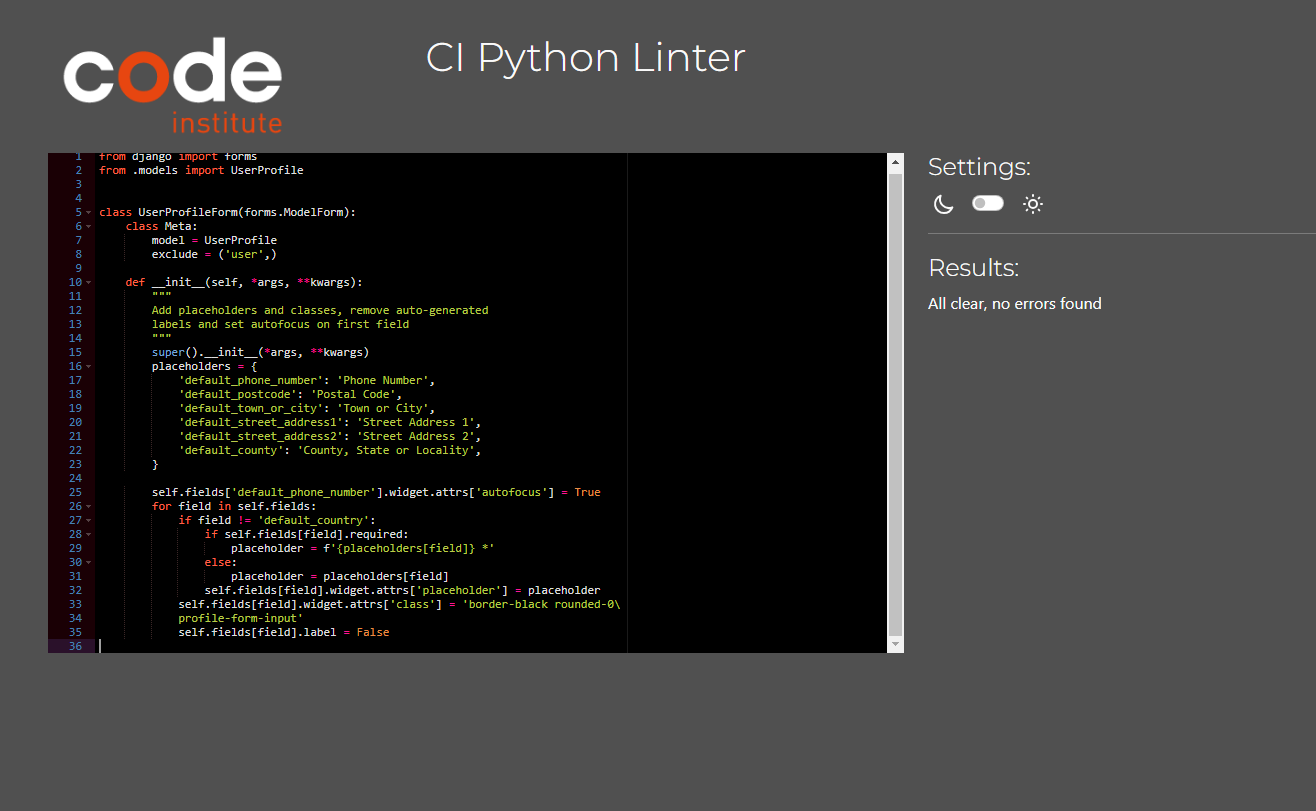 code
institute
CI Python Linter
1 from django import forms
2 from .models import UserProfile
3
4
5 class UserProfileForm(forms.ModelForm):
6     class Meta:
7         model = UserProfile
8         exclude = ('user',)
9
10     def __init__(self, *args, **kwargs):
11         """
12         Add placeholders and classes, remove auto-generated
13         labels and set autofocus on first field
14         """
15         super().__init__(*args, **kwargs)
16         placeholders = {
17             'default_phone_number': 'Phone Number',
18             'default_postcode': 'Postal Code',
19             'default_town_or_city': 'Town or City',
20             'default_street_address1': 'Street Address 1',
21             'default_street_address2': 'Street Address 2',
22             'default_county': 'County, State or Locality',
23         }
24
25         self.fields['default_phone_number'].widget.attrs['autofocus'] = True
26         for field in self.fields:
27             if field != 'default_country':
28                 if self.fields[field].required:
29                     placeholder = f'{placeholders[field]} *'
30                 else:
31                     placeholder = placeholders[field]
32                 self.fields[field].widget.attrs['placeholder'] = placeholder
33             self.fields[field].widget.attrs['class'] = 'border-black rounded-0\
34             profile-form-input'
35             self.fields[field].label = False
36
Settings:
Results:
All clear, no errors found